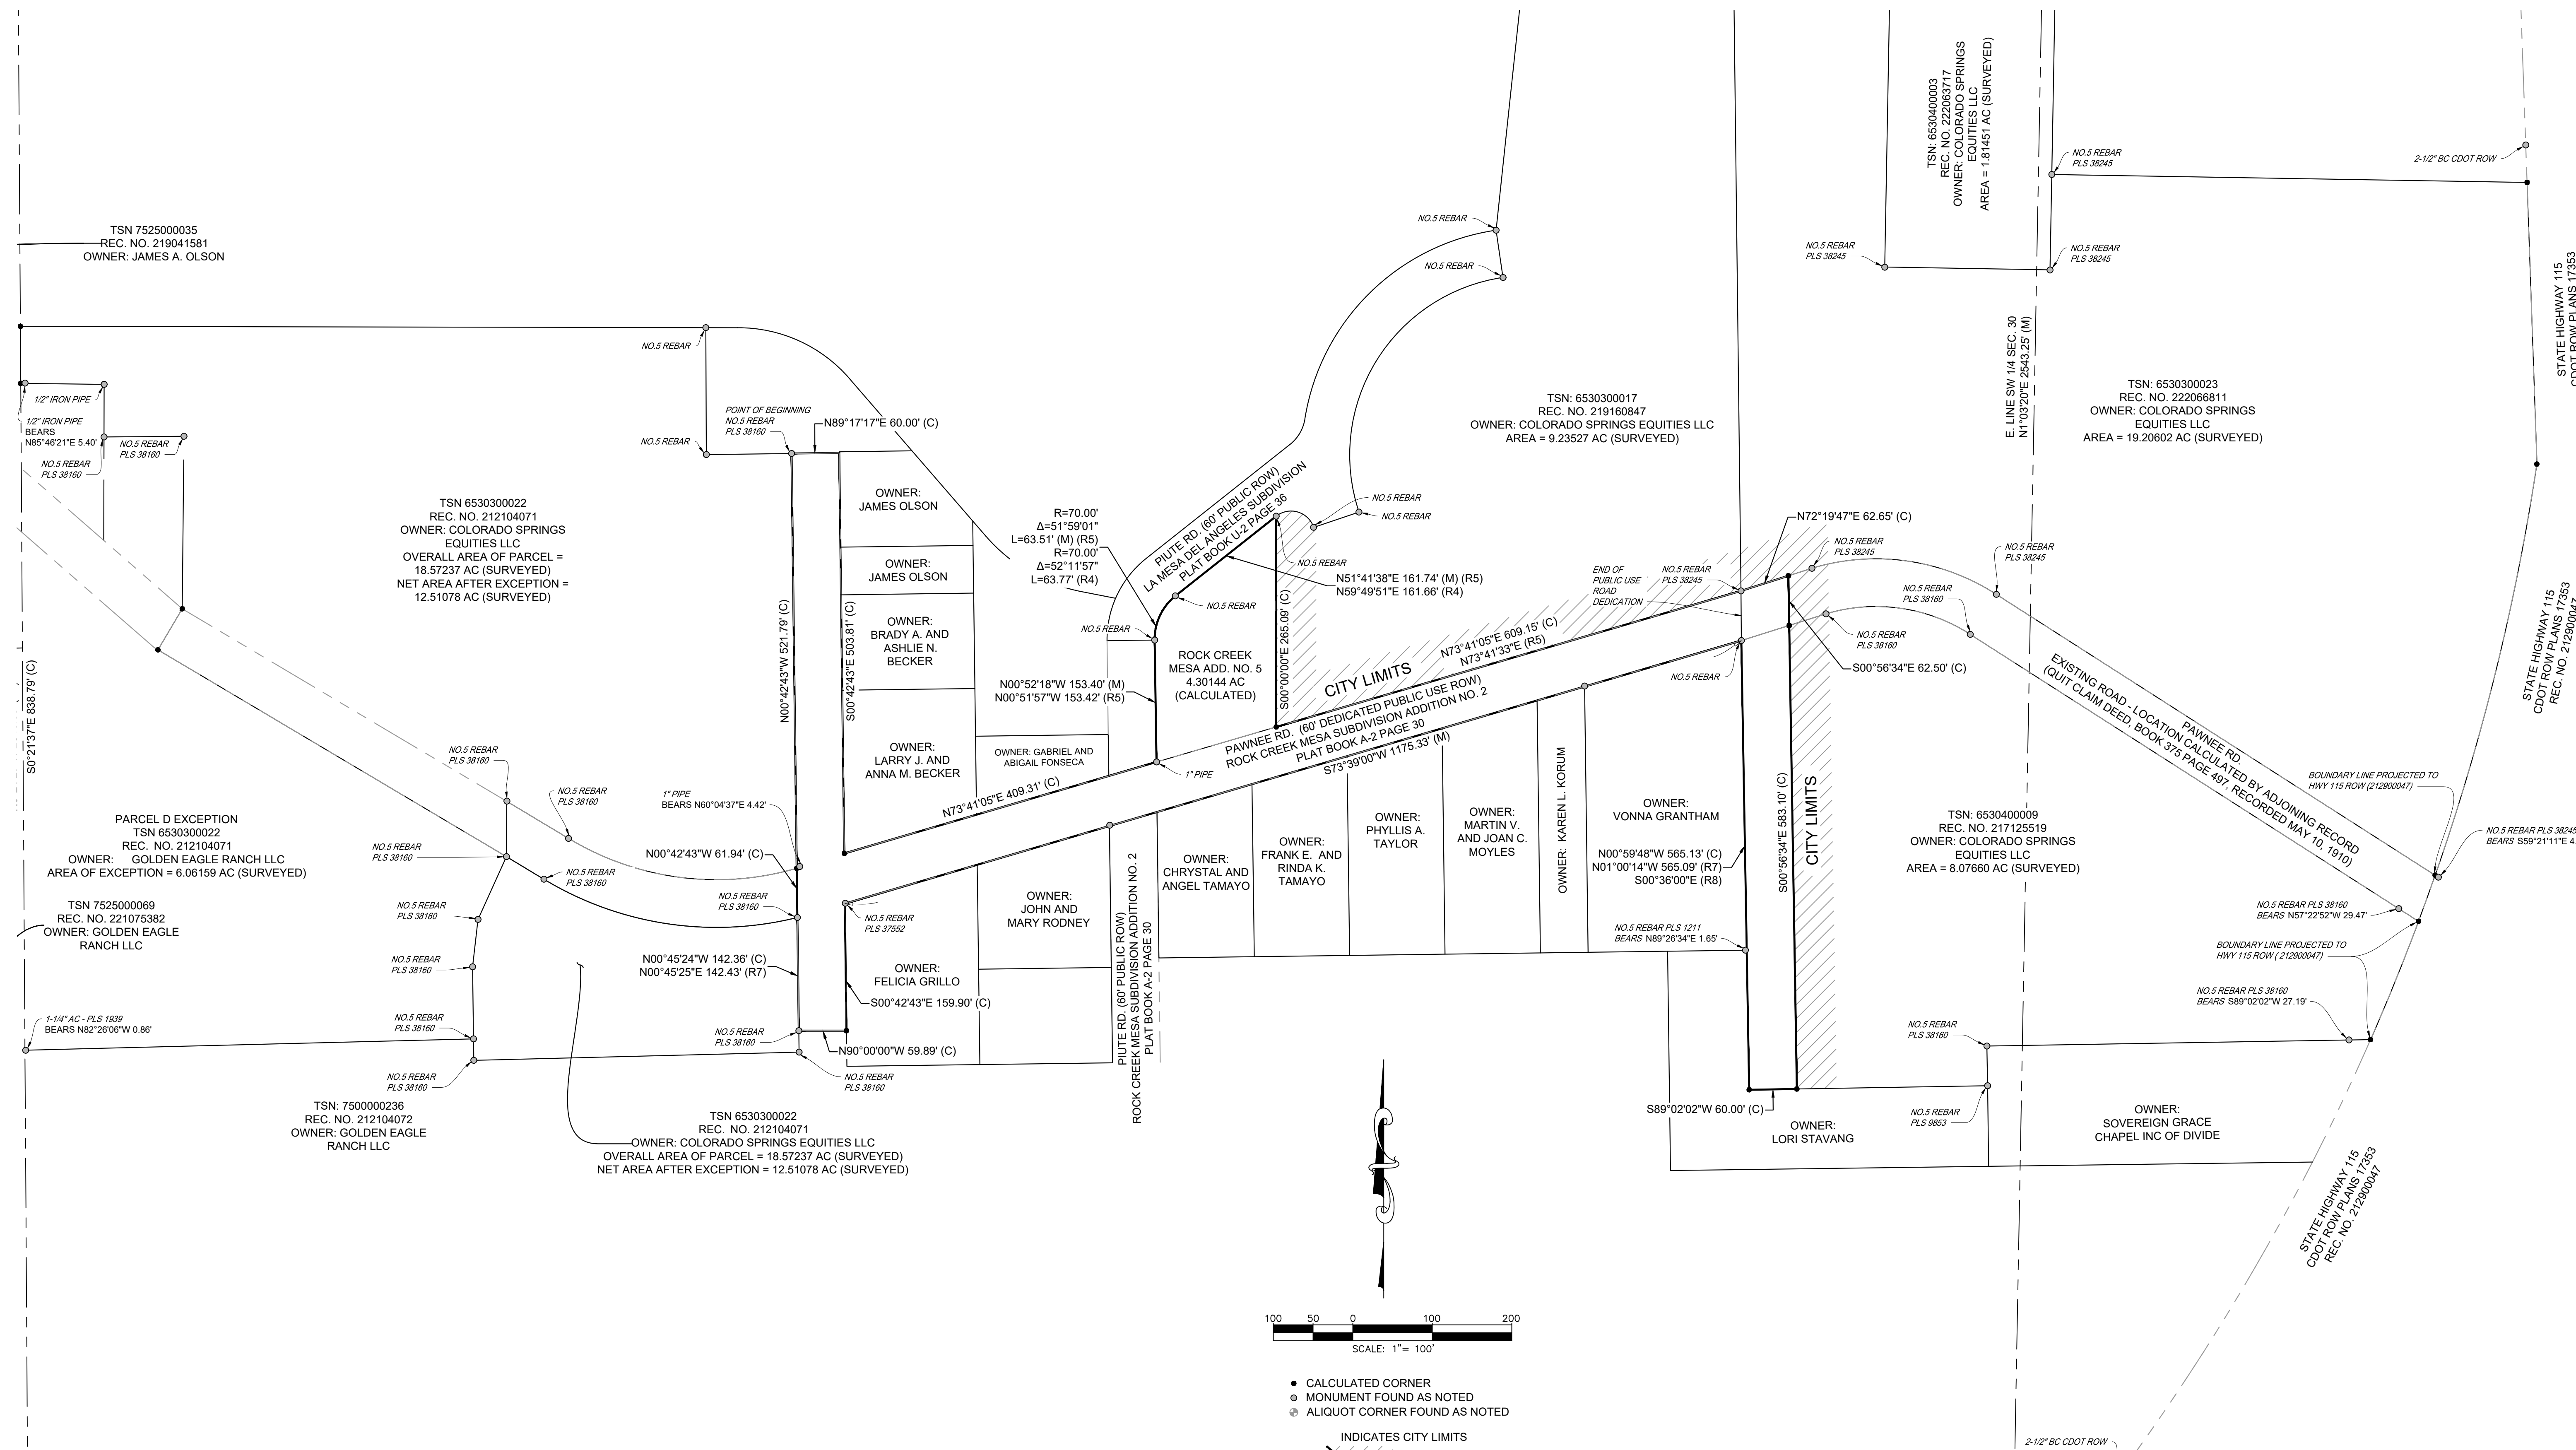 TSN 7525000035
REC. NO. 219041581
OWNER: JAMES A. OLSON
1/2" IRON PIPE
1/2" IRON PIPE
BEARS
N85°46'21"E 5.40'
NO.5 REBAR
PLS 38160
NO.5 REBAR
PLS 38160
TSN 6530300022
REC. NO. 212104071
OWNER: COLORADO SPRINGS
EQUITIES LLC
OVERALL AREA OF PARCEL =
18.57237 AC (SURVEYED)
NET AREA AFTER EXCEPTION =
12.51078 AC (SURVEYED)
S0°21'37"E 838.79' (C)
NO.5 REBAR
NO.5 REBAR
POINT OF BEGINNING
NO.5 REBAR
PLS 38160
N89°17'17"E 60.00' (C)
N00°42'43"W 521.79' (C)
S00°42'43"E 503.81' (C)
OWNER:
JAMES OLSON
OWNER:
JAMES OLSON
OWNER:
BRADY A. AND
ASHLIE N.
BECKER
OWNER:
LARRY J. AND
ANNA M. BECKER
OWNER: GABRIEL AND
ABIGAIL FONSECA
R=70.00'
Δ=51°59'01"
L=63.51' (M) (R5)
R=70.00'
Δ=52°11'57"
L=63.77' (R4)
NO.5 REBAR
N00°52'18"W 153.40' (M)
N00°51'57"W 153.42' (R5)
PIUTE RD. (60' PUBLIC ROW)
LA MESA DEL ANGELES SUBDIVISION
PLAT BOOK U-2 PAGE 36
NO.5 REBAR
ROCK CREEK
MESA ADD. NO. 5
4.30144 AC
(CALCULATED)
S00°00'00"E 265.09' (C)
N51°41'38"E 161.74' (M) (R5)
N59°49'51"E 161.66' (R4)
NO.5 REBAR
NO.5 REBAR
NO.5 REBAR
NO.5 REBAR
NO.5 REBAR
1" PIPE
CITY LIMITS
N73°41'05"E 609.15' (C)
N73°41'33"E (R5)
PAWNEE RD. (60' DEDICATED PUBLIC USE ROW)
ROCK CREEK MESA SUBDIVISION ADDITION NO. 2
PLAT BOOK A-2 PAGE 30
S73°39'00"W 1175.33' (M)
N73°41'05"E 409.31' (C)
TSN: 6530300017
REC. NO. 219160847
OWNER: COLORADO SPRINGS EQUITIES LLC
AREA = 9.23527 AC (SURVEYED)
END OF
PUBLIC USE
ROAD
DEDICATION
NO.5 REBAR
PLS 38245
NO.5 REBAR
N72°19'47"E 62.65' (C)
NO.5 REBAR
PLS 38245
NO.5 REBAR
PLS 38160
S00°56'34"E 62.50' (C)
NO.5 REBAR
PLS 38245
NO.5 REBAR
PLS 38160
TSN: 6530400003
REC. NO. 222063717
OWNER: COLORADO SPRINGS
EQUITIES LLC
AREA = 1.81451 AC (SURVEYED)
NO.5 REBAR
PLS 38245
NO.5 REBAR
PLS 38245
NO.5 REBAR
PLS 38245
2-1/2" BC CDOT ROW
E. LINE SW 1/4 SEC. 30
N1°03'20"E 2543.25' (M)
TSN: 6530300023
REC. NO. 222066811
OWNER: COLORADO SPRINGS
EQUITIES LLC
AREA = 19.20602 AC (SURVEYED)
STATE HIGHWAY 115
CDOT ROW PLANS 17353
STATE HIGHWAY 115
CDOT ROW PLANS 17353
REC. NO. 212900047
PAWNEE RD.
EXISTING ROAD - LOCATION CALCULATED BY ADJOINING RECORD
(QUIT CLAIM DEED, BOOK 375 PAGE 497, RECORDED MAY 10, 1910)
BOUNDARY LINE PROJECTED TO
HWY 115 ROW (212900047)
NO.5 REBAR PLS 38245
BEARS S59°21'11"E 4.
NO.5 REBAR PLS 38160
BEARS N57°22'52"W 29.47'
BOUNDARY LINE PROJECTED TO
HWY 115 ROW ( 212900047)
NO.5 REBAR PLS 38160
BEARS S89°02'02"W 27.19'
NO.5 REBAR
PLS 38160
NO.5 REBAR
PLS 9853
TSN: 6530400009
REC. NO. 217125519
OWNER: COLORADO SPRINGS
EQUITIES LLC
AREA = 8.07660 AC (SURVEYED)
OWNER:
SOVEREIGN GRACE
CHAPEL INC OF DIVIDE
OWNER:
LORI STAVANG
STATE HIGHWAY 115
CDOT ROW PLANS 17353
REC. NO. 212900047
2-1/2" BC CDOT ROW
CITY LIMITS
S00°56'34"E 583.10' (C)
S89°02'02"W 60.00' (C)
OWNER:
VONNA GRANTHAM
N00°59'48"W 565.13' (C)
N01°00'14"W 565.09' (R7)
S00°36'00"E (R8)
NO.5 REBAR PLS 1211
BEARS N89°26'34"E 1.65'
OWNER: KAREN L. KORUM
OWNER:
MARTIN V.
AND JOAN C.
MOYLES
OWNER:
PHYLLIS A.
TAYLOR
OWNER:
FRANK E. AND
RINDA K.
TAMAYO
OWNER:
CHRYSTAL AND
ANGEL TAMAYO
PIUTE RD. (60' PUBLIC ROW)
ROCK CREEK MESA SUBDIVISION ADDITION NO. 2
PLAT BOOK A-2 PAGE 30
OWNER:
JOHN AND
MARY RODNEY
OWNER:
FELICIA GRILLO
NO.5 REBAR
PLS 37552
S00°42'43"E 159.90' (C)
N90°00'00"W 59.89' (C)
1" PIPE
BEARS N60°04'37"E 4.42'
N00°42'43"W 61.94' (C)
NO.5 REBAR
PLS 38160
N00°45'24"W 142.36' (C)
N00°45'25"E 142.43' (R7)
NO.5 REBAR
PLS 38160
NO.5 REBAR
PLS 38160
NO.5 REBAR
PLS 38160
NO.5 REBAR
PLS 38160
NO.5 REBAR
PLS 38160
NO.5 REBAR
PLS 38160
NO.5 REBAR
PLS 38160
NO.5 REBAR
PLS 38160
NO.5 REBAR
PLS 38160
NO.5 REBAR
PLS 38160
PARCEL D EXCEPTION
TSN 6530300022
REC. NO. 212104071
OWNER: GOLDEN EAGLE RANCH LLC
AREA OF EXCEPTION = 6.06159 AC (SURVEYED)
TSN 7525000069
REC. NO. 221075382
OWNER: GOLDEN EAGLE
RANCH LLC
1-1/4" AC - PLS 1939
BEARS N82°26'06"W 0.86'
TSN: 7500000236
REC. NO. 212104072
OWNER: GOLDEN EAGLE
RANCH LLC
TSN 6530300022
REC. NO. 212104071
OWNER: COLORADO SPRINGS EQUITIES LLC
OVERALL AREA OF PARCEL = 18.57237 AC (SURVEYED)
NET AREA AFTER EXCEPTION = 12.51078 AC (SURVEYED)
100 50 0 100 200
SCALE: 1"= 100'
CALCULATED CORNER
MONUMENT FOUND AS NOTED
ALIQUOT CORNER FOUND AS NOTED
INDICATES CITY LIMITS